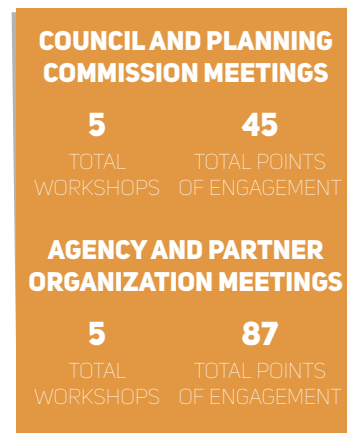 COUNCIL AND PLANNING
COMMISSION MEETINGS
5 45
TOTAL TOTAL POINTS
WORKSHOPS OF ENGAGEMENT
AGENCY AND PARTNER
ORGANIZATION MEETINGS
5 87
TOTAL TOTAL POINTS
WORKSHOPS OF ENGAGEMENT